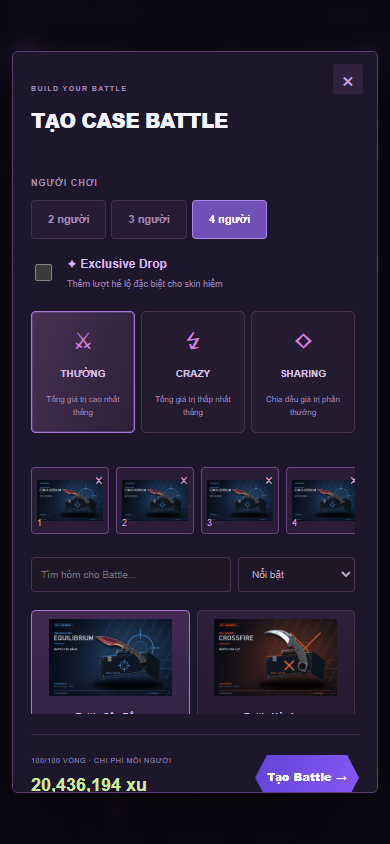 BUILD YOUR BATTLE
TẠO CASE BATTLE
NGƯỜI CHƠI
2 người
3 người
4 người
Exclusive Drop
Thêm lượt hé lộ đặc biệt cho skin hiếm
THƯỜNG
CRAZY
SHARING
Tổng giá trị cao nhất
thắng
Tổng giá trị thấp nhất
thắng
Chia đều giá trị phần
thưởng
1
2
3
4
Tìm hòm cho Battle...
Nổi bật
EQUILIBRIUM
CROSSFIRE
100/100 VÒNG · CHI PHÍ MỖI NGƯỜI
20,436,194 xu
Tạo Battle →